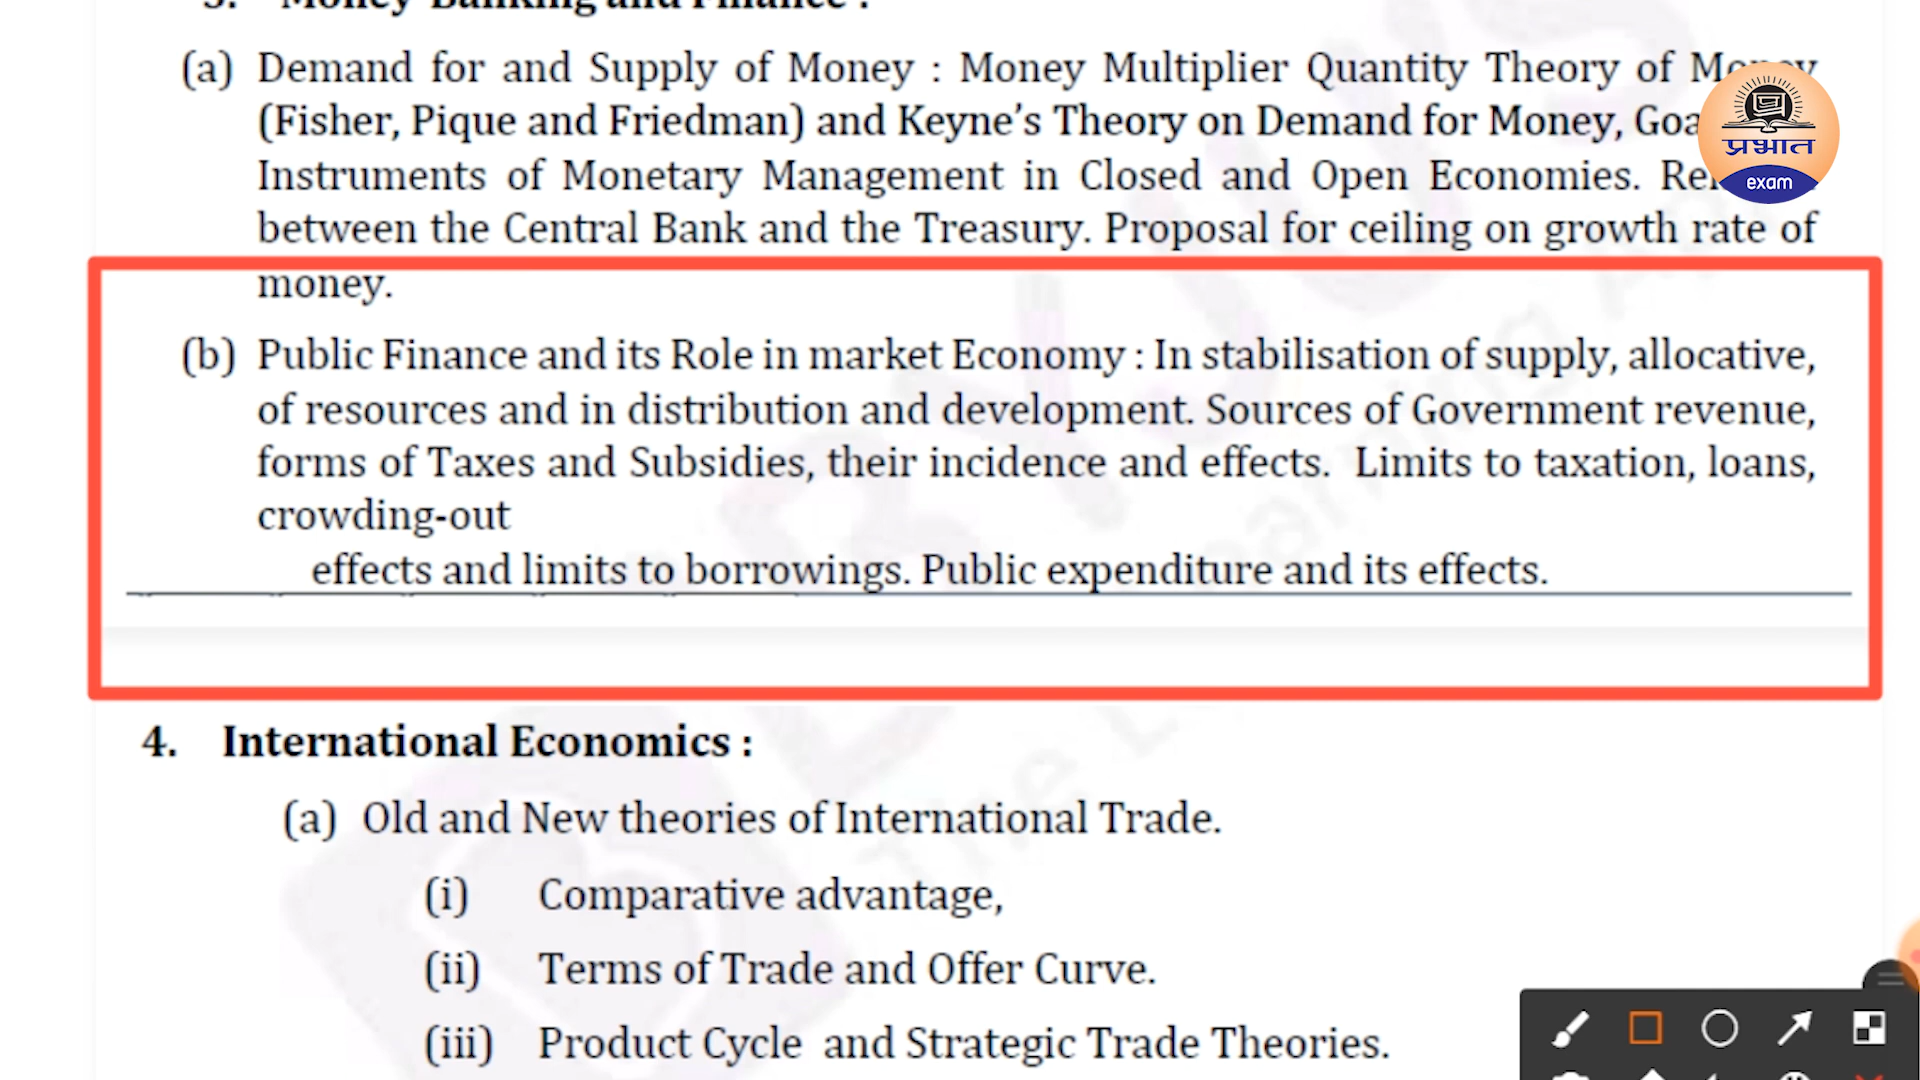 3. Money-Banking and Finance :
(a) Demand for and Supply of Money : Money Multiplier Quantity Theory of Money
(Fisher, Pique and Friedman) and Keyne's Theory on Demand for Money,
Instruments of Monetary Management in Closed and Open Economies.
between the Central Bank and the Treasury. Proposal for ceiling on growth rate of
money.
(b) Public Finance and its Role in market Economy : In stabilisation of supply, allocative,
of resources and in distribution and development. Sources of Government revenue,
forms of Taxes and Subsidies, their incidence and effects. Limits to taxation, loans,
crowding-out
effects and limits to borrowings. Public expenditure and its effects.
4. International Economics :
(a) Old and New theories of International Trade.
(i) Comparative advantage,
(ii) Terms of Trade and Offer Curve.
(iii) Product Cycle and Strategic Trade Theories.
प्रभात
exam